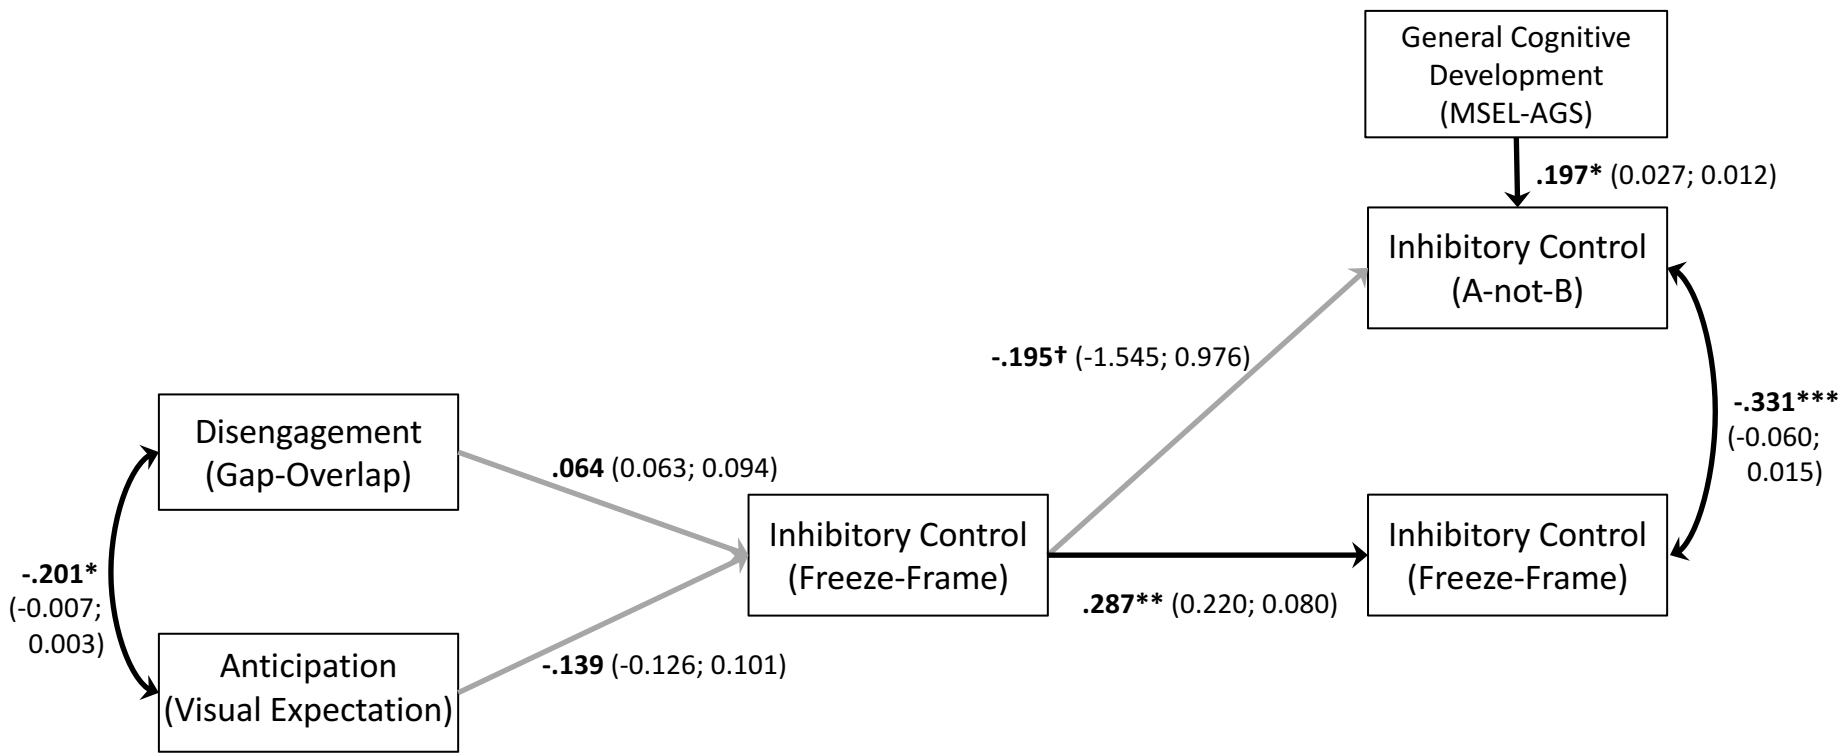 General Cognitive
Development
(MSEL-AGS)
.197* (0.027; 0.012)
Inhibitory Control
(A-not-B)
-.195† (-1.545; 0.976)
-.331***
(-0.060;
0.015)
Disengagement
(Gap-Overlap)
.064 (0.063; 0.094)
Inhibitory Control
(Freeze-Frame)
Inhibitory Control
(Freeze-Frame)
-.201*
(-0.007;
0.003)
.287** (0.220; 0.080)
Anticipation
(Visual Expectation)
-.139 (-0.126; 0.101)